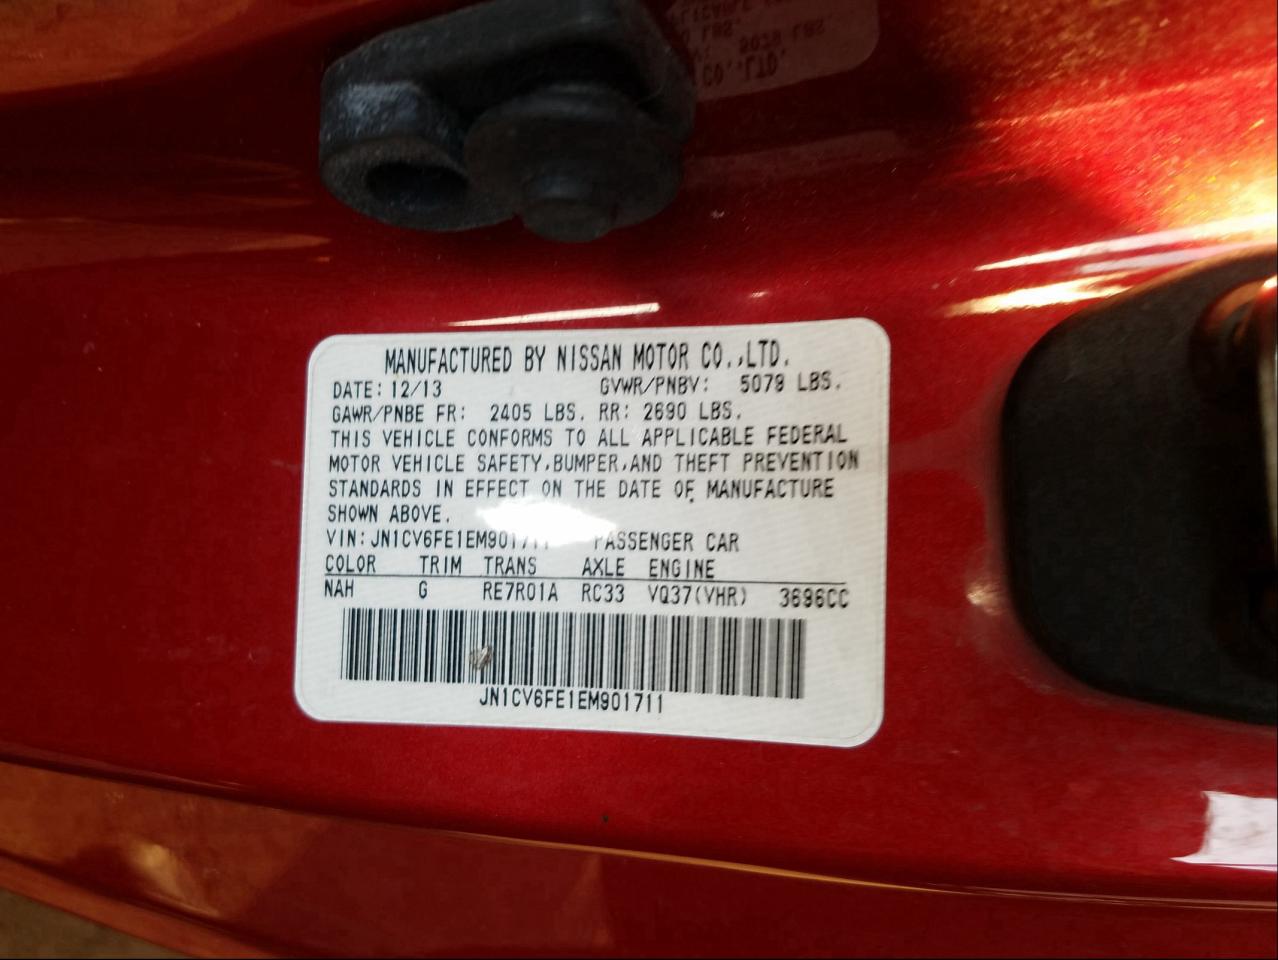 MANUFACTURED BY NISSAN MOTOR CO.,LTD.
DATE: 12/13 GVWR/PNBV: 5079 LBS.
GAWR/PNBE FR: 2405 LBS. RR: 2690 LBS.
THIS VEHICLE CONFORMS TO ALL APPLICABLE FEDERAL
MOTOR VEHICLE SAFETY,BUMPER,AND THEFT PREVENTION
STANDARDS IN EFFECT ON THE DATE OF MANUFACTURE
SHOWN ABOVE.
VIN: JN1CV6FE1EM901711 PASSENGER CAR
COLOR TRIM TRANS AXLE ENGINE
NAH G RE7R01A RC33 VQ37(VHR) 3696CC
JN1CV6FE1EM901711